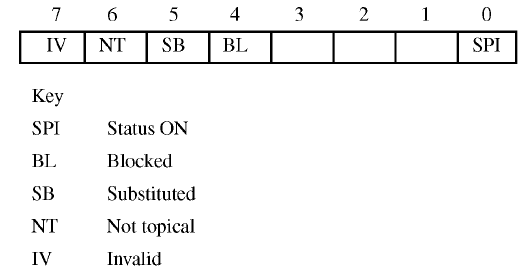 7 6 5 4 3 2 1 0
IV NT SB BL SPI
Key
SPI Status ON
BL Blocked
SB Substituted
NT Not topical
IV Invalid